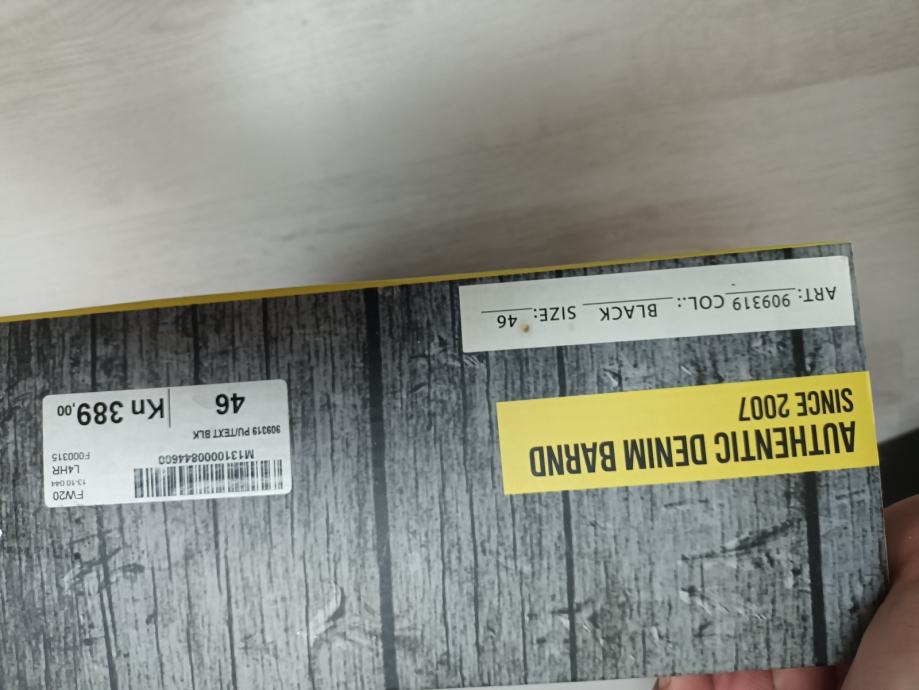 ART: 909319 COL.: BLACK SIZE: 46
AUTHENTIC DENIM BARND
SINCE 2007
FW20
13-10 044
L4HR
F000315
M1310000844600
909319 PU/TEXT BLK
46
Kn 389,00